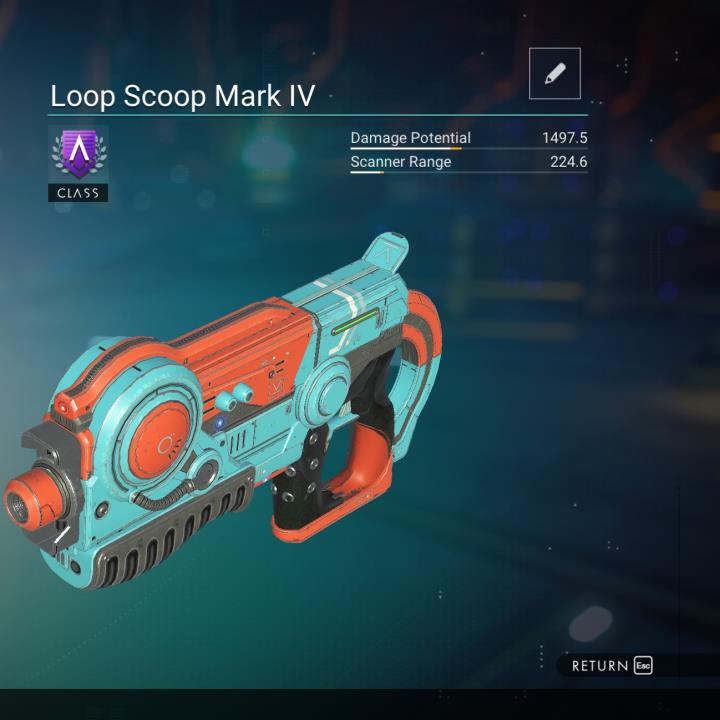 Loop Scoop Mark IV
Damage Potential 1497.5
Scanner Range 224.6
CLASS
RETURN Esc